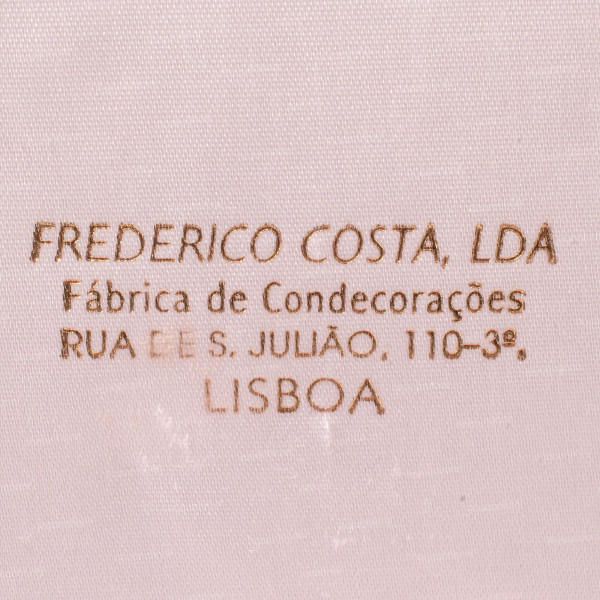 FREDERICO COSTA, LDA
Fábrica de Condecorações
RUA DE S. JULIÃO, 110-3º.
LISBOA